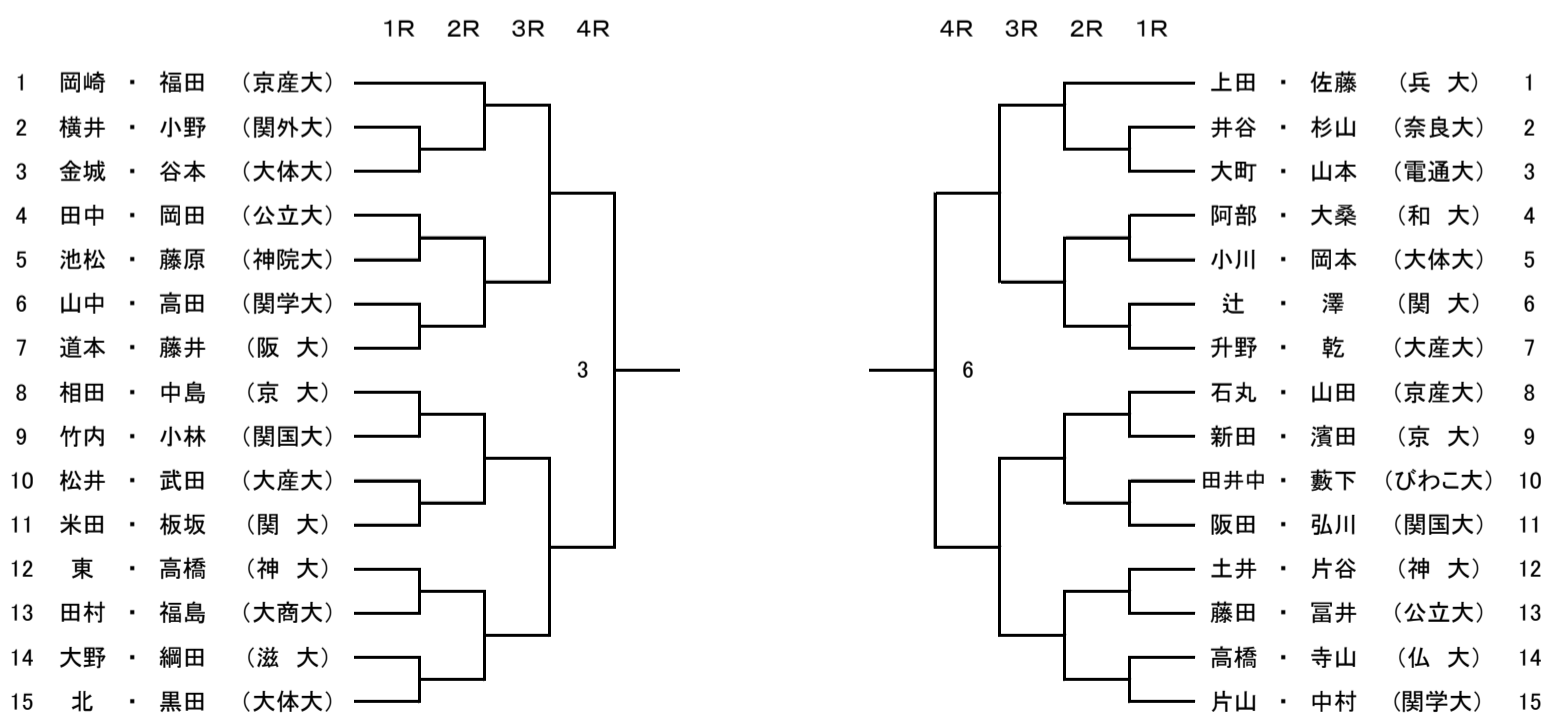 １Ｒ ２Ｒ ３Ｒ ４Ｒ
1 岡崎 ・ 福田 （京産大）
2 横井 ・ 小野 （関外大）
3 金城 ・ 谷本 （大体大）
4 田中 ・ 岡田 （公立大）
5 池松 ・ 藤原 （神院大）
6 山中 ・ 高田 （関学大）
7 道本 ・ 藤井 （阪 大）
3
8 相田 ・ 中島 （京 大）
9 竹内 ・ 小林 （関国大）
10 松井 ・ 武田 （大産大）
11 米田 ・ 板坂 （関 大）
12 東 ・ 高橋 （神 大）
13 田村 ・ 福島 （大商大）
14 大野 ・ 綱田 （滋 大）
15 北 ・ 黒田 （大体大）
４Ｒ ３Ｒ ２Ｒ １Ｒ
上田 ・ 佐藤 （兵 大） 1
井谷 ・ 杉山 （奈良大） 2
大町 ・ 山本 （電通大） 3
阿部 ・ 大桑 （和 大） 4
小川 ・ 岡本 （大体大） 5
辻 ・ 澤 （関 大） 6
升野 ・ 乾 （大産大） 7
6
石丸 ・ 山田 （京産大） 8
新田 ・ 濱田 （京 大） 9
田井中 ・ 藪下 （びわこ大） 10
阪田 ・ 弘川 （関国大） 11
土井 ・ 片谷 （神 大） 12
藤田 ・ 冨井 （公立大） 13
高橋 ・ 寺山 （仏 大） 14
片山 ・ 中村 （関学大） 15